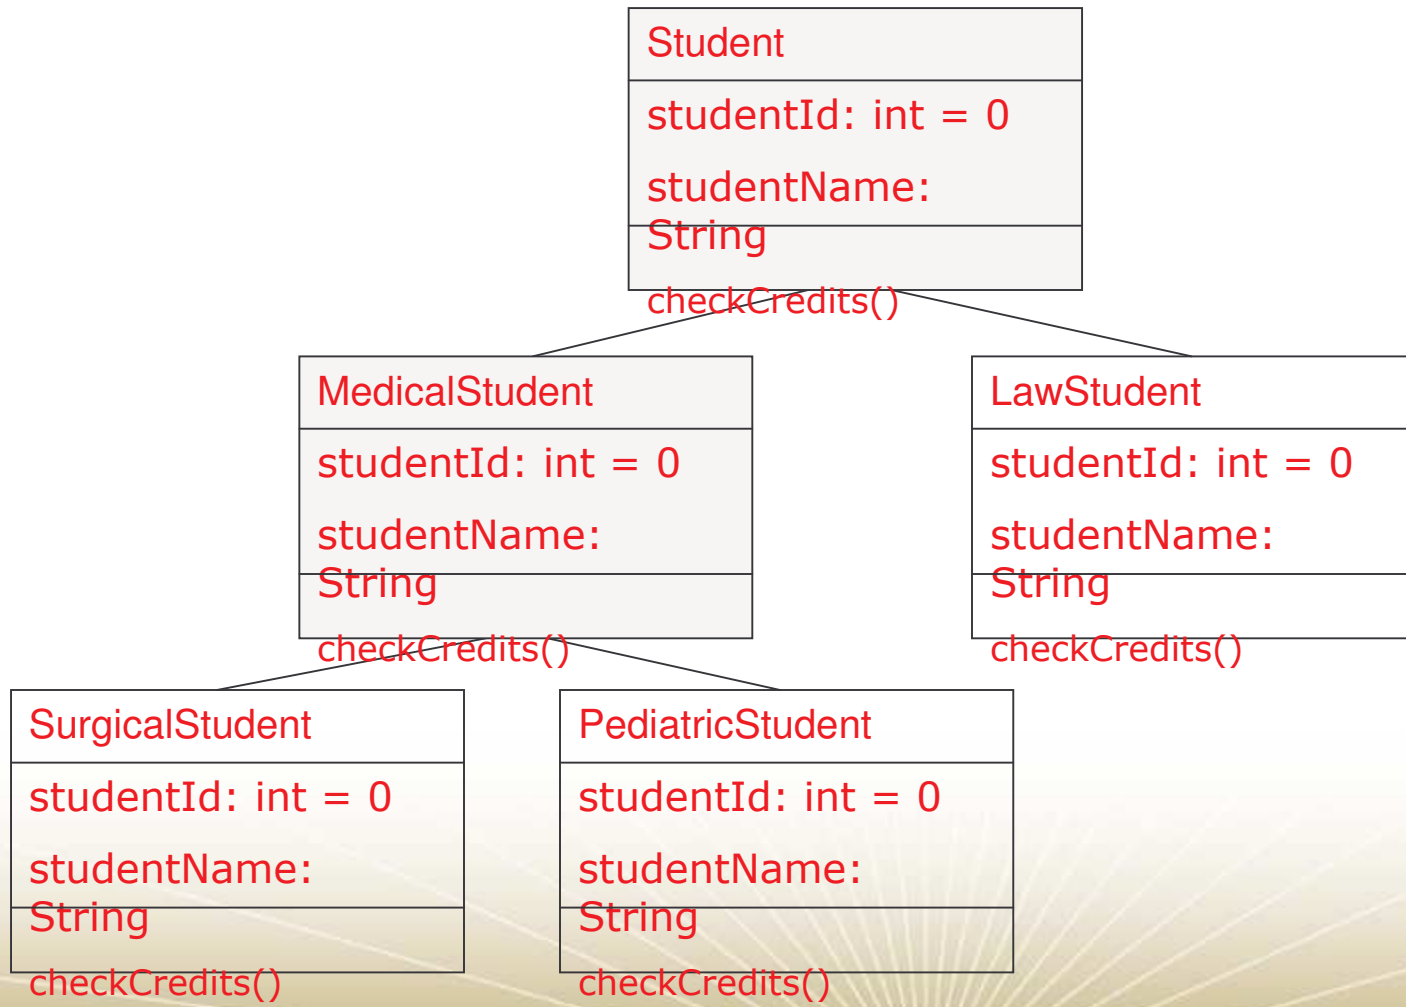 Student
studentId: int = 0
studentName:
String
checkCredits()
MedicalStudent
studentId: int = 0
studentName:
String
checkCredits()
LawStudent
studentId: int = 0
studentName:
String
checkCredits()
SurgicalStudent
studentId: int = 0
studentName:
String
checkCredits()
PediatricStudent
studentId: int = 0
studentName:
String
checkCredits()